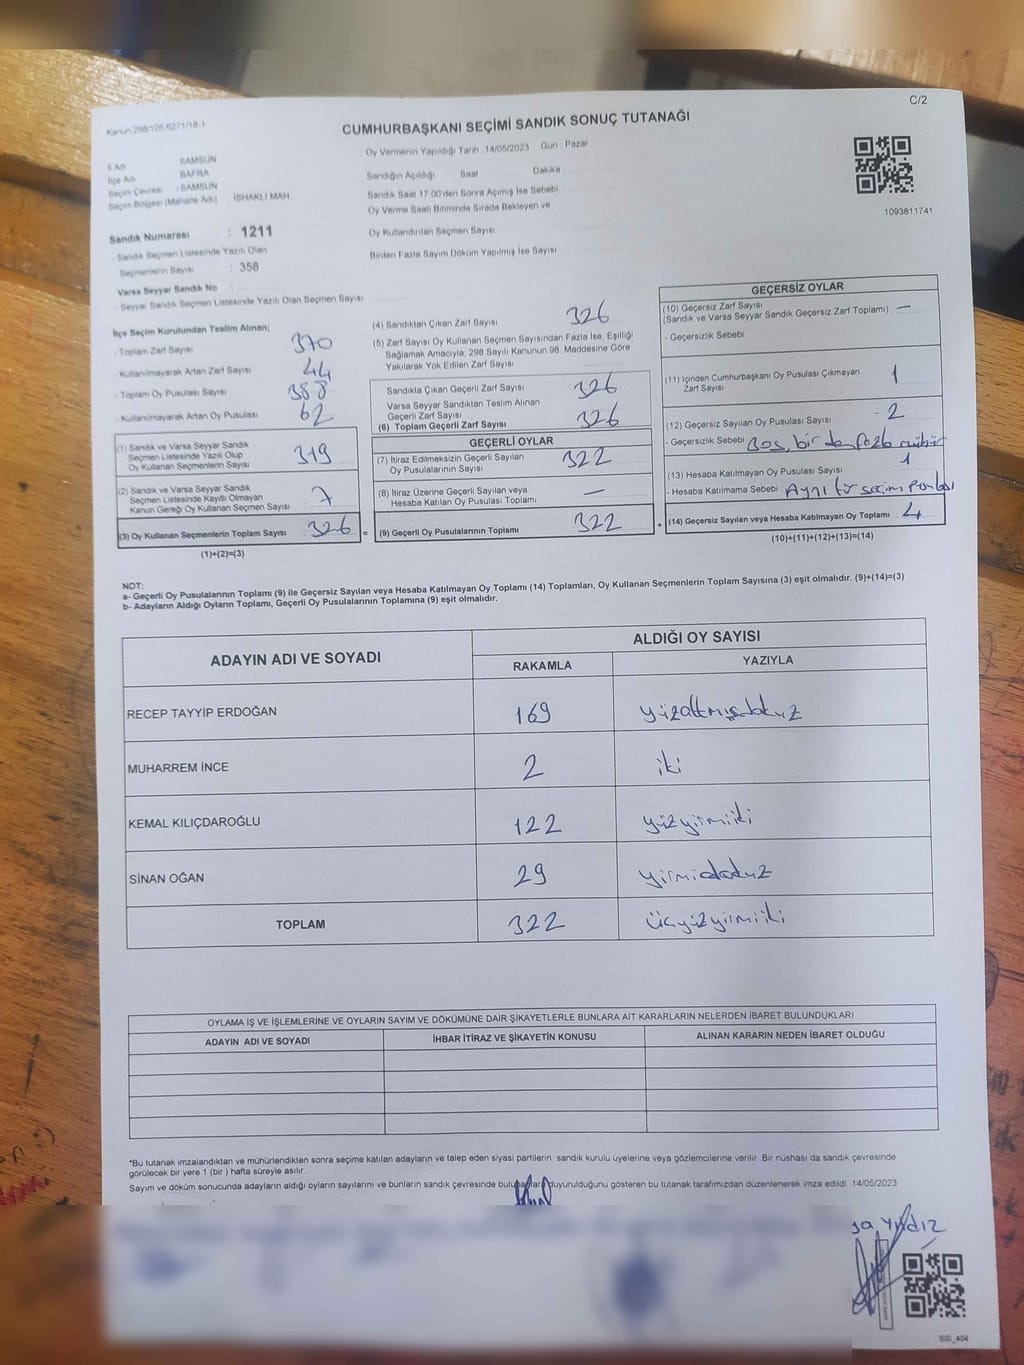 C/2
Kanun:298/105 6271/18-1
CUMHURBAŞKANI SEÇİMİ SANDIK SONUÇ TUTANAĞI
İl Adı SAMSUN
İlçe Adı BAFRA
Seçim Çevresi : SAMSUN
Seçim Bölgesi (Mahalle Adı) İSHAKLI MAH.
Oy Vermenin Yapıldığı Tarih :14/05/2023 Gün Pazar
Sandığın Açıldığı Saat Dakika
Sandık Saat 17:00'den Sonra Açılmış İse Sebebi
Oy Verme Saati Bitiminde Sırada Bekleyen ve
Oy Kullandırılan Seçmen Sayısı
Birden Fazla Sayım Döküm Yapılmış İse Sayısı
1093811741
Sandık Numarası : 1211
- Sandık Seçmen Listesinde Yazılı Olan
Seçmenlerin Sayısı : 358
Varsa Seyyar Sandık No :
- Seyyar Sandık Seçmen Listesinde Yazılı Olan Seçmen Sayısı
İlçe Seçim Kurulundan Teslim Alınan;
- Toplam Zarf Sayısı 370
- Kullanılmayarak Artan Zarf Sayısı 44
- Toplam Oy Pusulası Sayısı 388
- Kullanılmayarak Artan Oy Pusulası 62
(1) Sandık ve Varsa Seyyar Sandık
Seçmen Listesinde Yazılı Olup
Oy Kullanan Seçmenlerin Sayısı 319
(2) Sandık ve Varsa Seyyar Sandık
Seçmen Listesinde Kayıtlı Olmayan
Kanun Gereği Oy Kullanan Seçmen Sayısı 7
(3) Oy Kullanan Seçmenlerin Toplam Sayısı 326
(1)+(2)=(3)
(4) Sandıktan Çıkan Zarf Sayısı 326
(5) Zarf Sayısı Oy Kullanan Seçmen Sayısından Fazla İse, Eşitliği
Sağlamak Amacıyla, 298 Sayılı Kanunun 98. Maddesine Göre
Yakılarak Yok Edilen Zarf Sayısı
Sandıkta Çıkan Geçerli Zarf Sayısı 326
Varsa Seyyar Sandıktan Teslim Alınan
Geçerli Zarf Sayısı
(6) Toplam Geçerli Zarf Sayısı 326
GEÇERLİ OYLAR
(7) İtiraz Edilmeksizin Geçerli Sayılan
Oy Pusulalarının Sayısı 322
(8) İtiraz Üzerine Geçerli Sayılan veya
Hesaba Katılan Oy Pusulası Toplamı —
= (9) Geçerli Oy Pusulalarının Toplamı 322
GEÇERSİZ OYLAR
(10) Geçersiz Zarf Sayısı
(Sandık ve Varsa Seyyar Sandık Geçersiz Zarf Toplamı) —
- Geçersizlik Sebebi
(11) İçinden Cumhurbaşkanı Oy Pusulası Çıkmayan
Zarf Sayısı 1
(12) Geçersiz Sayılan Oy Pusulası Sayısı 2
- Geçersizlik Sebebi Boş, birden fazla mühür
(13) Hesaba Katılmayan Oy Pusulası Sayısı 1
- Hesaba Katılmama Sebebi : Aynı tür seçim
+ (14) Geçersiz Sayılan veya Hesaba Katılmayan Oy Toplamı : 4
(10)+(11)+(12)+(13)=(14)
NOT:
a- Geçerli Oy Pusulalarının Toplamı (9) ile Geçersiz Sayılan veya Hesaba Katılmayan Oy Toplamı (14) Toplamları, Oy Kullanan Seçmenlerin Toplam Sayısına (3) eşit olmalıdır. (9)+(14)=(3)
b- Adayların Aldığı Oyların Toplamı, Geçerli Oy Pusulalarının Toplamına (9) eşit olmalıdır.
ADAYIN ADI VE SOYADI ALDIĞI OY SAYISI
RAKAMLA YAZIYLA
RECEP TAYYİP ERDOĞAN 169 yüzaltmışdokuz
MUHARREM İNCE 2 iki
KEMAL KILIÇDAROĞLU 122 yüzyirmiiki
SİNAN OĞAN 29 yirmidokuz
TOPLAM 322 üçyüzyirmiiki
OYLAMA İŞ VE İŞLEMLERİNE VE OYLARIN SAYIM VE DÖKÜMÜNE DAİR ŞİKAYETLERLE BUNLARA AİT KARARLARIN NELERDEN İBARET BULUNDUKLARI
ADAYIN ADI VE SOYADI İHBAR İTİRAZ VE ŞİKAYETİN KONUSU ALINAN KARARIN NEDEN İBARET OLDUĞU
*Bu tutanak imzalandıktan ve mühürlendikten sonra seçime katılan adayların ve talep eden siyasi partilerin sandık kurulu üyelerine veya gözlemcilerine verilir. Bir nüshası da sandık çevresinde
görülecek bir yere 1 (bir) hafta süreyle asılır.
Sayım ve döküm sonucunda adayların aldığı oyların sayılarını ve bunların sandık çevresinde duyurulduğunu gösteren bu tutanak tarafımızdan düzenlenerek imza edildi. 14/05/2023
Yıldız
SSI_404